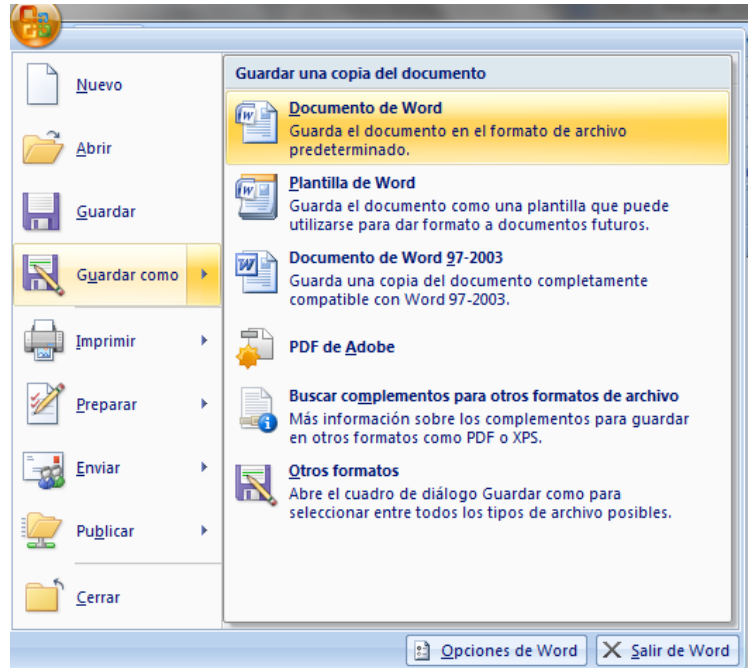 Nuevo
Abrir
Guardar
Guardar como
Imprimir
Preparar
Enviar
Publicar
Cerrar
Guardar una copia del documento
Documento de Word
Guarda el documento en el formato de archivo
predeterminado.
Plantilla de Word
Guarda el documento como una plantilla que puede
utilizarse para dar formato a documentos futuros.
Documento de Word 97-2003
Guarda una copia del documento completamente
compatible con Word 97-2003.
PDF de Adobe
Buscar complementos para otros formatos de archivo
Más información sobre los complementos para guardar
en otros formatos como PDF o XPS.
Otros formatos
Abre el cuadro de diálogo Guardar como para
seleccionar entre todos los tipos de archivo posibles.
Opciones de Word
Salir de Word